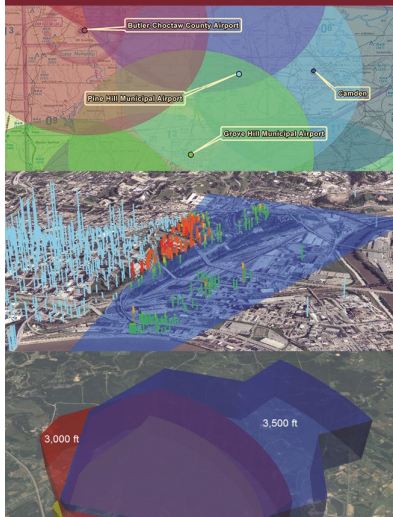 Butler-Choctaw County Airport
Pine Hill Municipal Airport
Camden
Grove Hill Municipal Airport
3,000 ft
3,500 ft